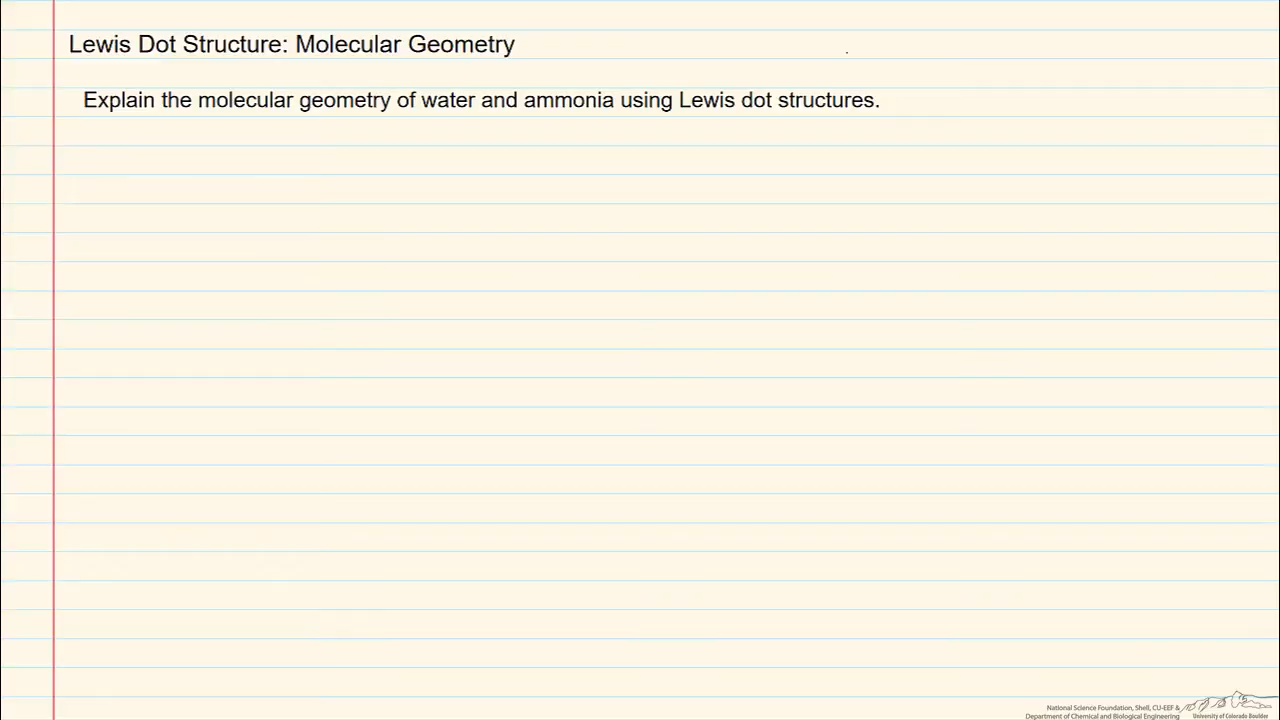 Lewis Dot Structure: Molecular Geometry
Explain the molecular geometry of water and ammonia using Lewis dot structures.
National Science Foundation, Shell, CU-EEF &
Department of Chemical and Biological Engineering
University of Colorado Boulder